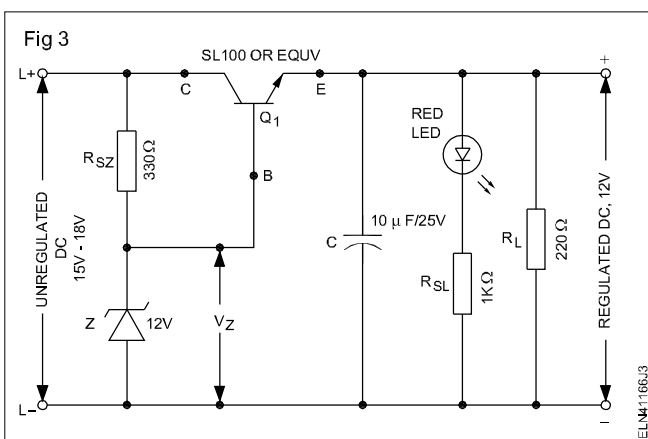 Fig 3
SL100 OR EQUV
L+
C
E
+
Q1
RED
LED
RSZ
330Ω
B
UNREGULATED
DC
15V - 18V
10 μ F/25V
C
RL
220Ω
REGULATED DC, 12V
Z
12V
VZ
RSL
1KΩ
L–
–
ELN41166J3